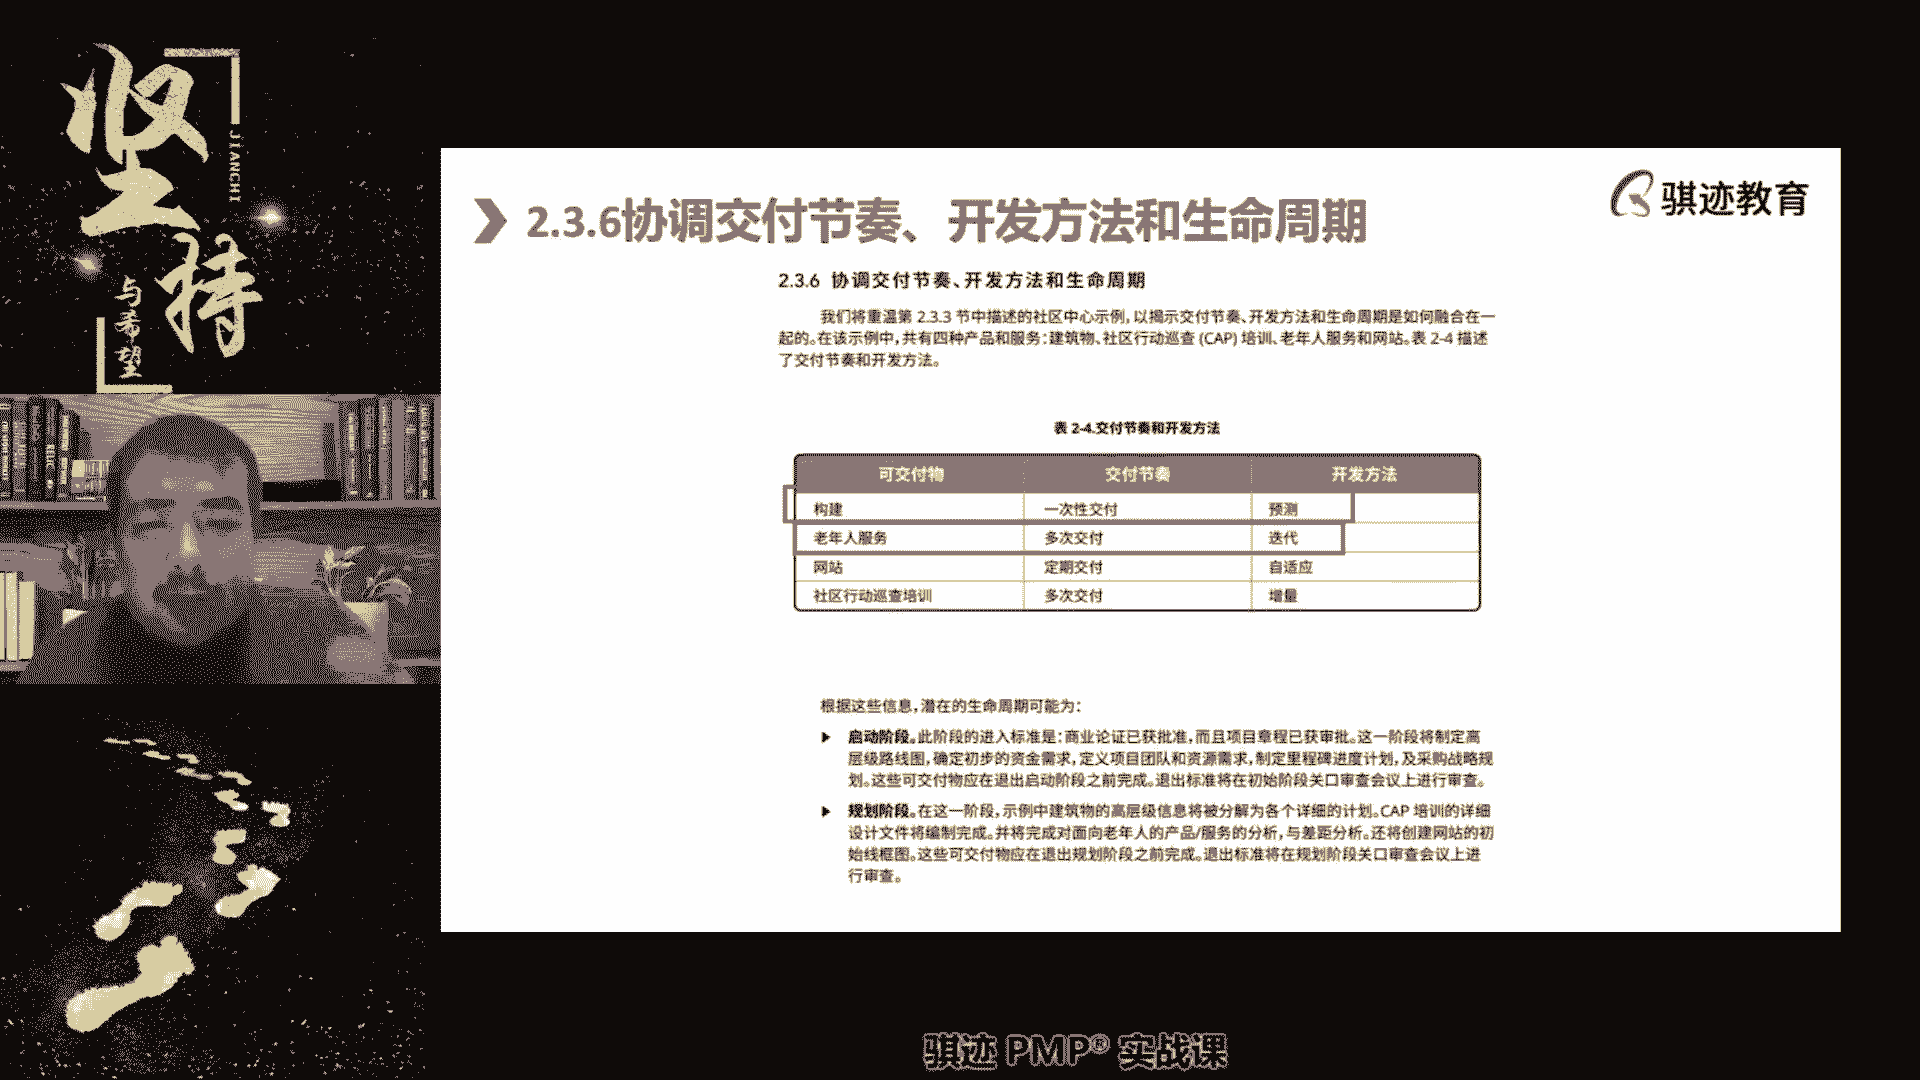 坚持
JIANCHI
与希望
骐迹教育
2.3.6协调交付节奏、开发方法和生命周期
2.3.6 协调交付节奏、开发方法和生命周期
我们将重温第 2.3.3 节中描述的社区中心示例，以揭示交付节奏、开发方法和生命周期是如何融合在一
起的。在该示例中，共有四种产品和服务：建筑物、社区行动巡查 (CAP) 培训、老年人服务和网站。表 2-4 描述
了交付节奏和开发方法。
表 2-4.交付节奏和开发方法
可交付物 交付节奏 开发方法
构建 一次性交付 预测
老年人服务 多次交付 迭代
网站 定期交付 自适应
社区行动巡查培训 多次交付 增量
根据这些信息，潜在的生命周期可能为：
启动阶段。此阶段的进入标准是：商业论证已获批准，而且项目章程已获审批。这一阶段将制定高
层级路线图，确定初步的资金需求，定义项目团队和资源需求，制定里程碑进度计划，及采购战略规
划。这些可交付物应在退出启动阶段之前完成。退出标准将在初始阶段关口审查会议上进行审查。
规划阶段。在这一阶段，示例中建筑物的高层级信息将被分解为各个详细的计划。CAP 培训的详细
设计文件将编制完成。并将完成对面向老年人的产品/服务的分析，与差距分析。还将创建网站的初
始线框图。这些可交付物应在退出规划阶段之前完成。退出标准将在规划阶段关口审查会议上进
行审查。
骐迹 PMP® 实战课